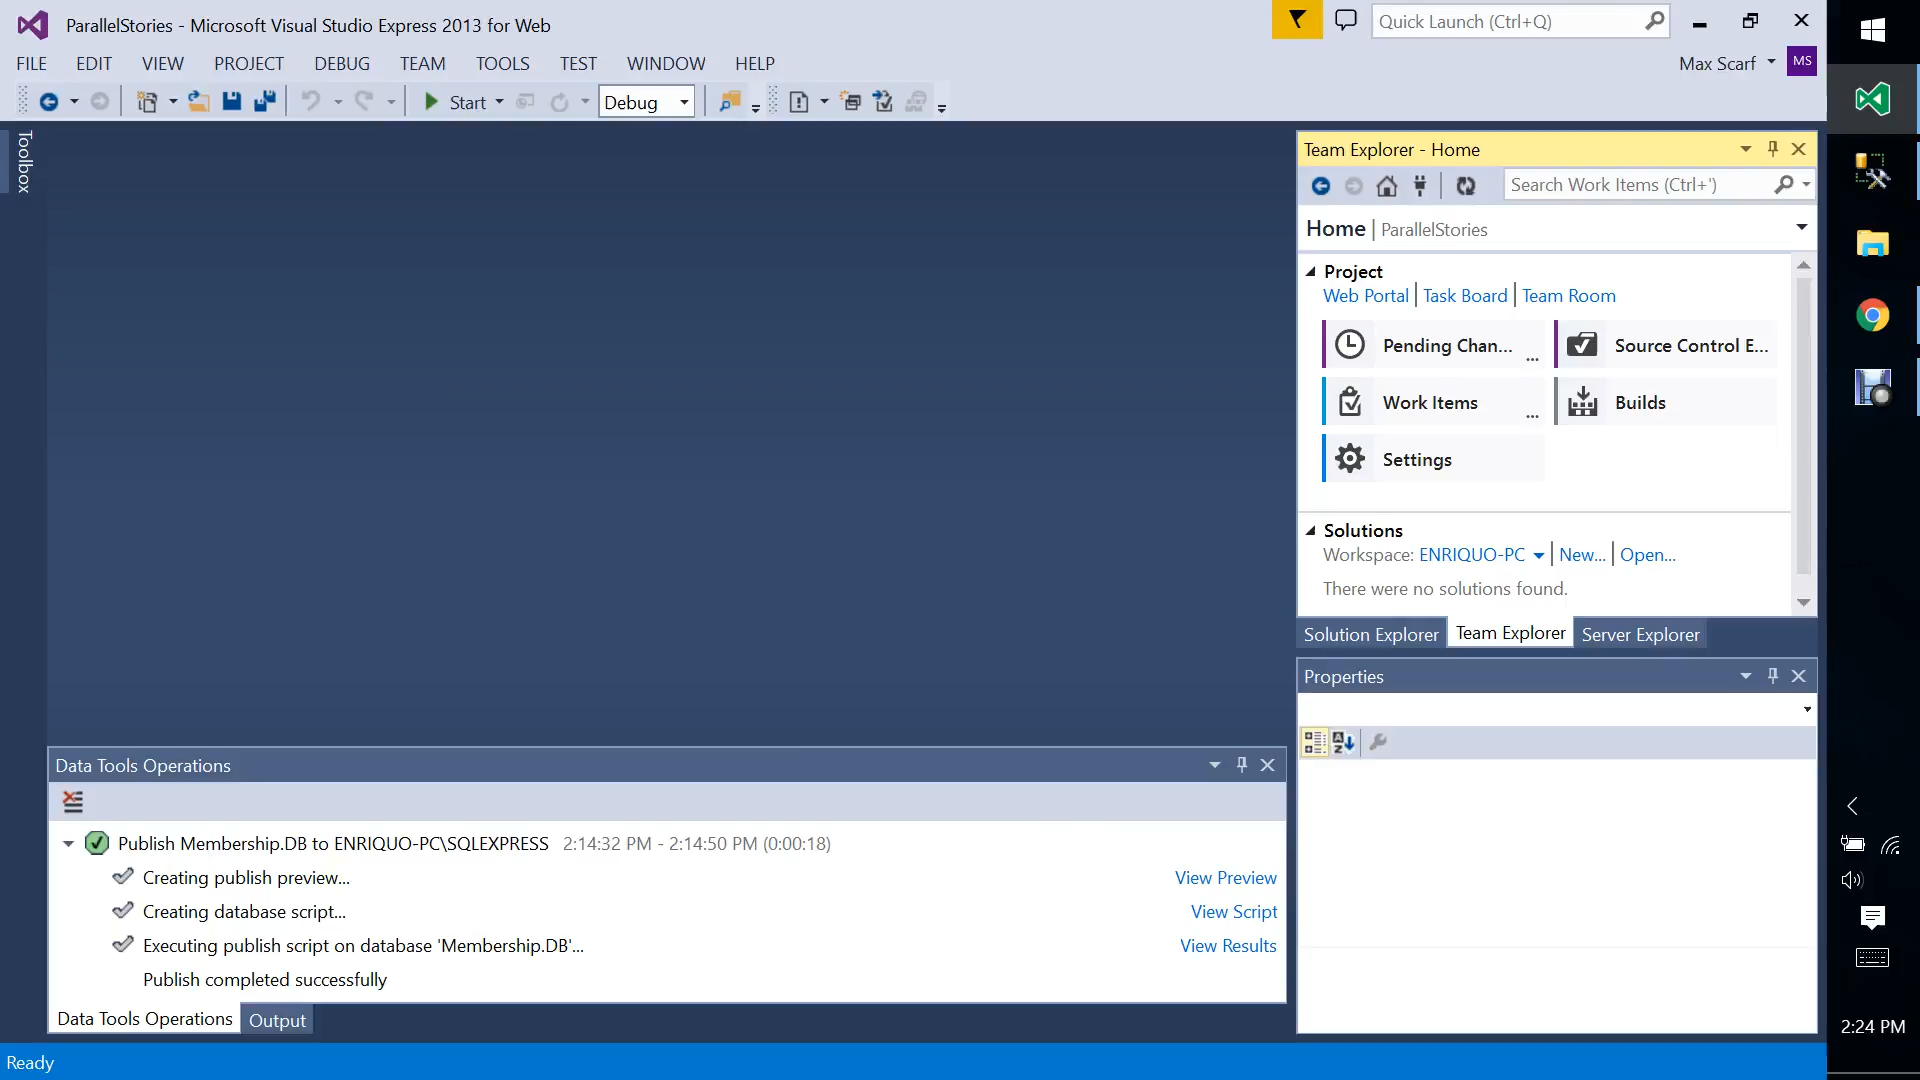 ParallelStories - Microsoft Visual Studio Express 2013 for Web
Quick Launch (Ctrl+Q)
FILE EDIT VIEW PROJECT DEBUG TEAM TOOLS TEST WINDOW HELP
Max Scarf MS
Start Debug
Toolbox
Team Explorer - Home
Search Work Items (Ctrl+')
Home | ParallelStories
Project
Web Portal | Task Board | Team Room
Pending Chan... ...
Source Control E...
Work Items ...
Builds
Settings
Solutions
Workspace: ENRIQUO-PC | New... | Open...
There were no solutions found.
Solution Explorer Team Explorer Server Explorer
Properties
Data Tools Operations
Publish Membership.DB to ENRIQUO-PC\SQLEXPRESS 2:14:32 PM - 2:14:50 PM (0:00:18)
Creating publish preview... View Preview
Creating database script... View Script
Executing publish script on database 'Membership.DB'... View Results
Publish completed successfully
Data Tools Operations Output
Ready
2:24 PM